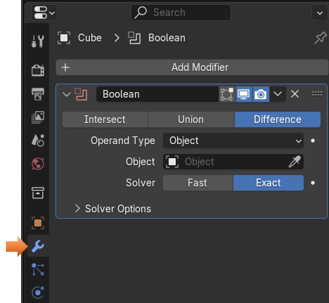 Search
Cube > Boolean
+ Add Modifier
Boolean
Intersect Union Difference
Operand Type Object
Object Object
Solver Fast Exact
Solver Options